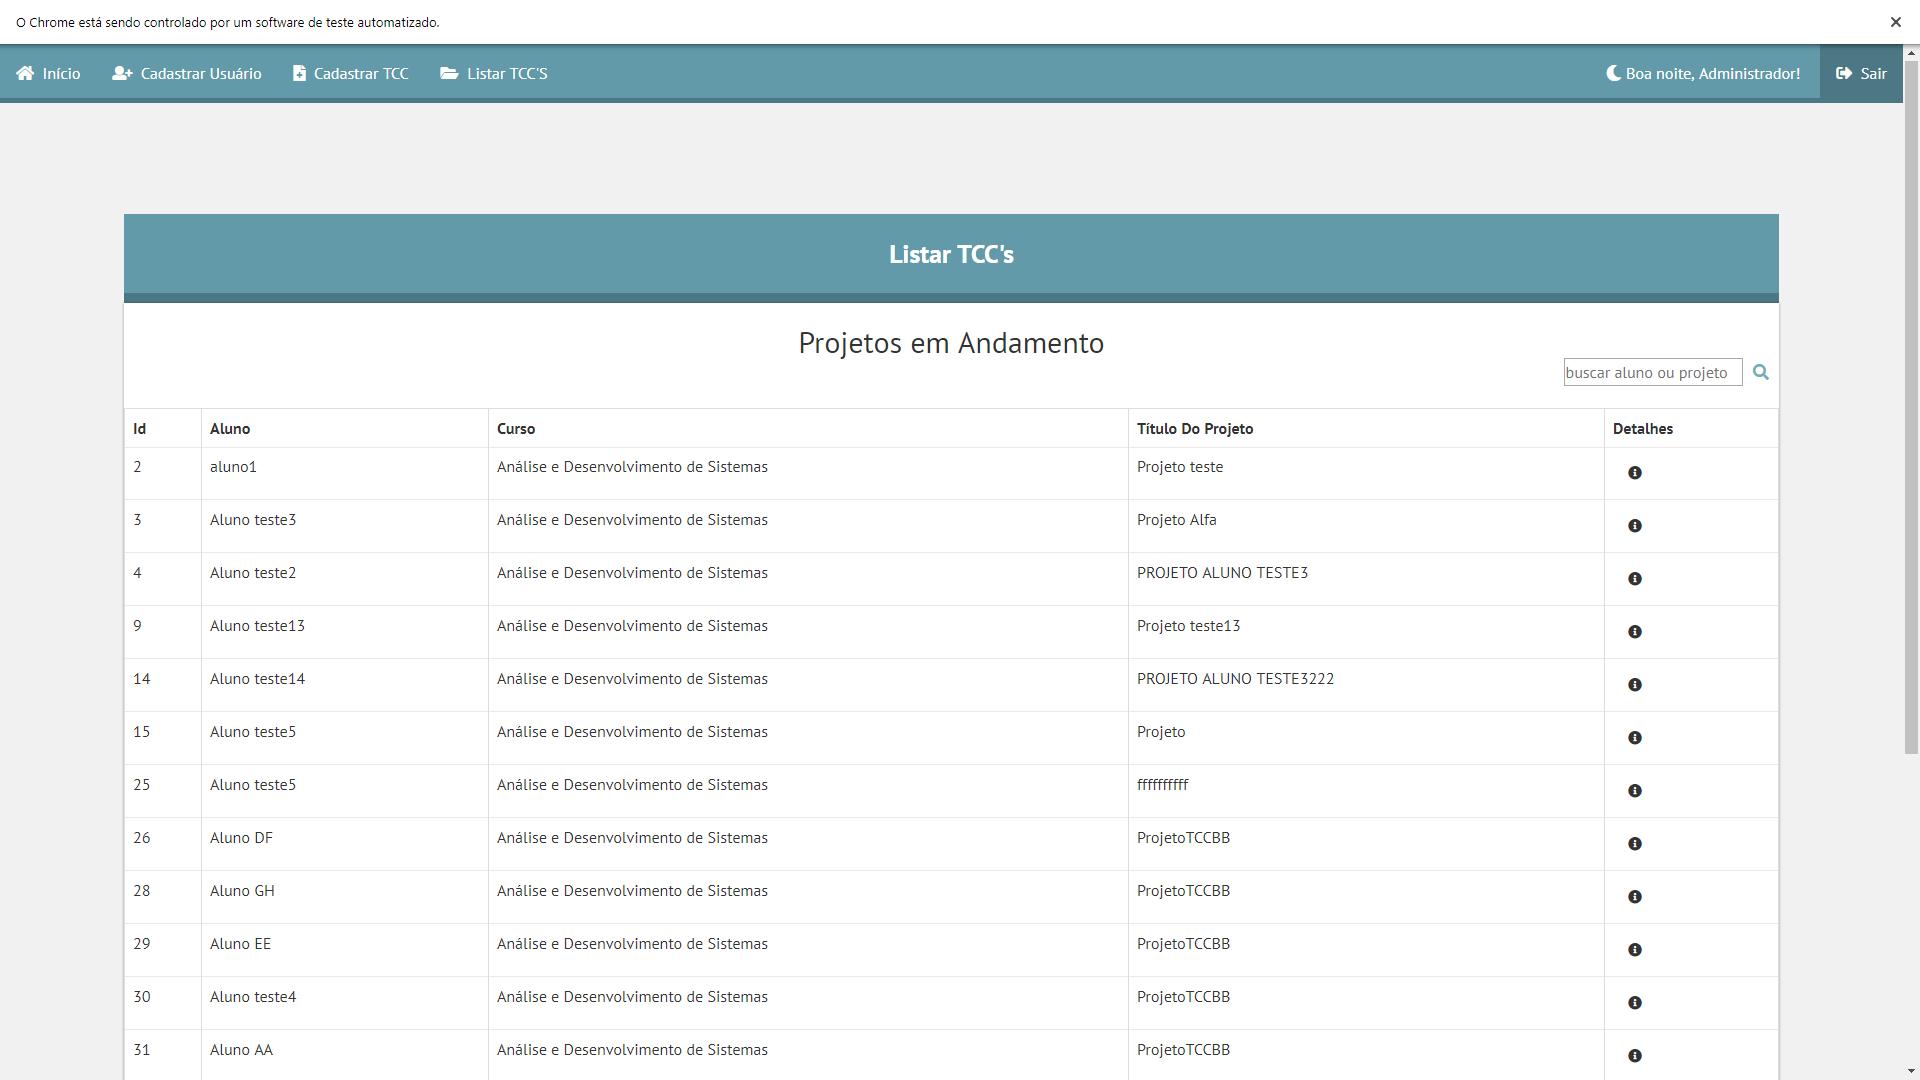 O Chrome está sendo controlado por um software de teste automatizado.
Início Cadastrar Usuário Cadastrar TCC Listar TCC'S Boa noite, Administrador! Sair
Listar TCC's
Projetos em Andamento
buscar aluno ou projeto
Id Aluno Curso Título Do Projeto Detalhes
2 aluno1 Análise e Desenvolvimento de Sistemas Projeto teste
3 Aluno teste3 Análise e Desenvolvimento de Sistemas Projeto Alfa
4 Aluno teste2 Análise e Desenvolvimento de Sistemas PROJETO ALUNO TESTE3
9 Aluno teste13 Análise e Desenvolvimento de Sistemas Projeto teste13
14 Aluno teste14 Análise e Desenvolvimento de Sistemas PROJETO ALUNO TESTE3222
15 Aluno teste5 Análise e Desenvolvimento de Sistemas Projeto
25 Aluno teste5 Análise e Desenvolvimento de Sistemas ffffffffff
26 Aluno DF Análise e Desenvolvimento de Sistemas ProjetoTCCBB
28 Aluno GH Análise e Desenvolvimento de Sistemas ProjetoTCCBB
29 Aluno EE Análise e Desenvolvimento de Sistemas ProjetoTCCBB
30 Aluno teste4 Análise e Desenvolvimento de Sistemas ProjetoTCCBB
31 Aluno AA Análise e Desenvolvimento de Sistemas ProjetoTCCBB